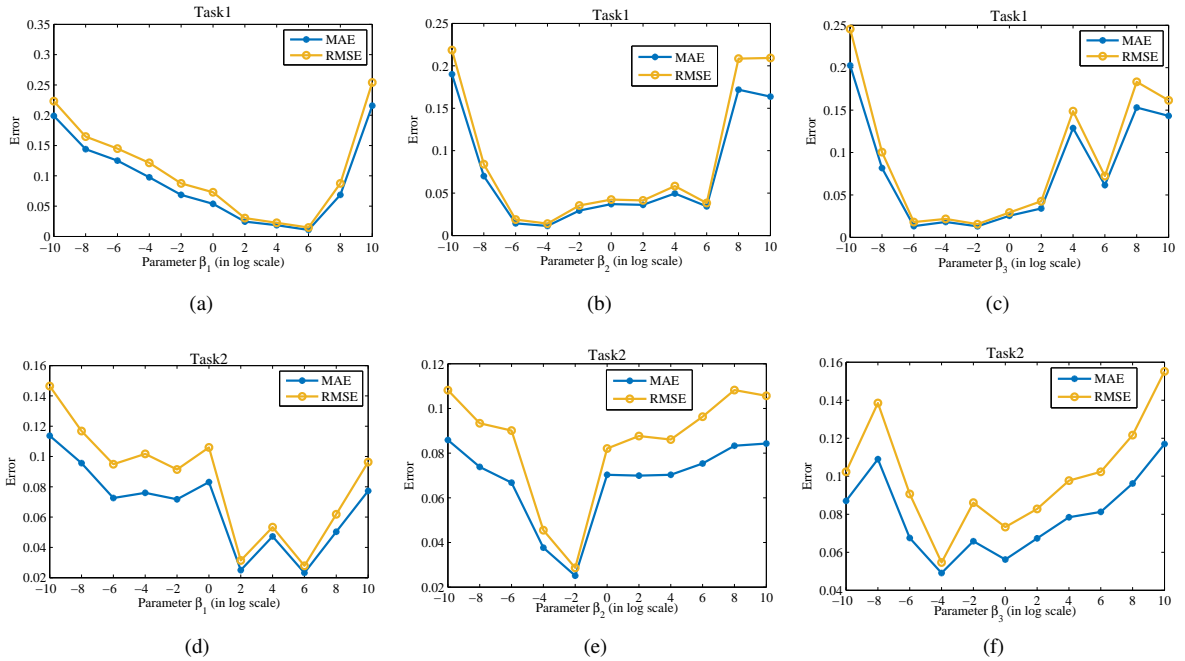 Task1
Error
0.35
0.3
0.25
0.2
0.15
0.1
0.05
0
MAE
RMSE
−10 −8 −6 −4 −2 0 2 4 6 8 10
Parameter β1 (in log scale)
(a)
Task1
Error
0.25
0.2
0.15
0.1
0.05
0
MAE
RMSE
−10 −8 −6 −4 −2 0 2 4 6 8 10
Parameter β2 (in log scale)
(b)
Task1
Error
0.25
0.2
0.15
0.1
0.05
0
MAE
RMSE
−10 −8 −6 −4 −2 0 2 4 6 8 10
Parameter β3 (in log scale)
(c)
Task2
Error
0.16
0.14
0.12
0.1
0.08
0.06
0.04
0.02
MAE
RMSE
−10 −8 −6 −4 −2 0 2 4 6 8 10
Parameter β1 (in log scale)
(d)
Task2
Error
0.12
0.1
0.08
0.06
0.04
0.02
MAE
RMSE
−10 −8 −6 −4 −2 0 2 4 6 8 10
Parameter β2 (in log scale)
(e)
Task2
Error
0.16
0.14
0.12
0.1
0.08
0.06
0.04
MAE
RMSE
−10 −8 −6 −4 −2 0 2 4 6 8 10
Parameter β3 (in log scale)
(f)